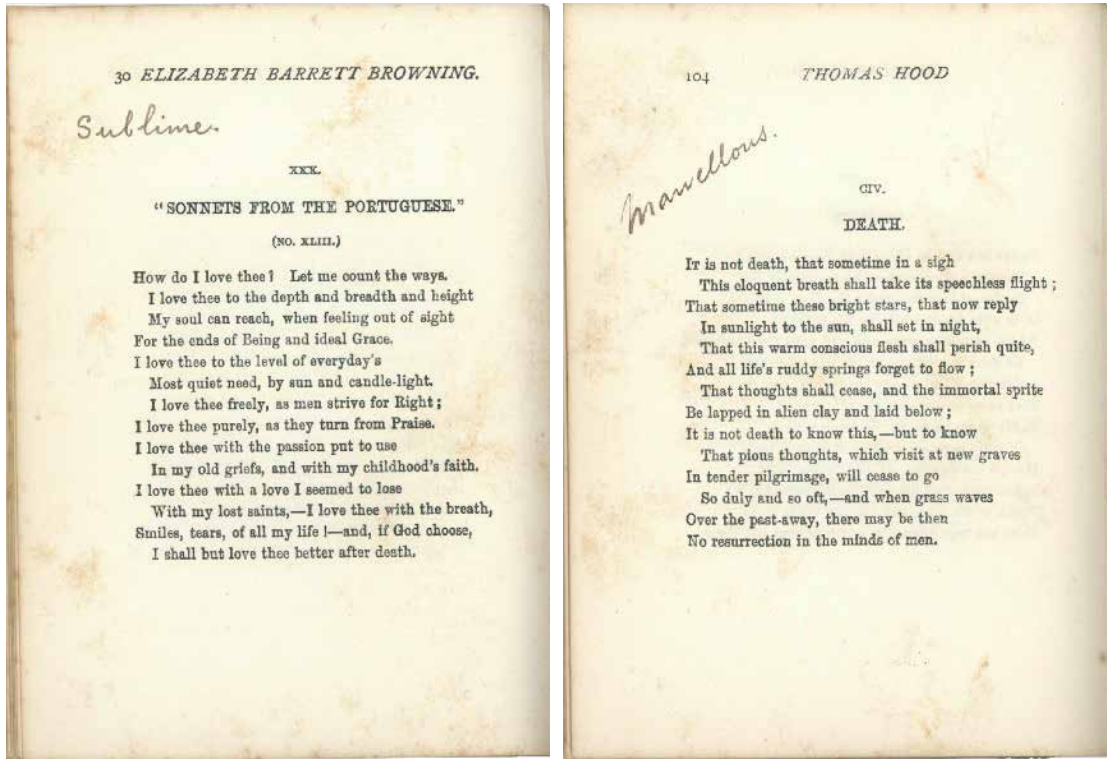 30 ELIZABETH BARRETT BROWNING.
Sublime.
XXX.
"SONNETS FROM THE PORTUGUESE."
(NO. XLIII.)
How do I love thee? Let me count the ways.
I love thee to the depth and breadth and height
My soul can reach, when feeling out of sight
For the ends of Being and ideal Grace.
I love thee to the level of everyday's
Most quiet need, by sun and candle-light.
I love thee freely, as men strive for Right;
I love thee purely, as they turn from Praise.
I love thee with the passion put to use
In my old griefs, and with my childhood's faith.
I love thee with a love I seemed to lose
With my lost saints,—I love thee with the breath,
Smiles, tears, of all my life!—and, if God choose,
I shall but love thee better after death.
104 THOMAS HOOD
Marvellous.
CIV.
DEATH.
IT is not death, that sometime in a sigh
This eloquent breath shall take its speechless flight;
That sometime these bright stars, that now reply
In sunlight to the sun, shall set in night,
That this warm conscious flesh shall perish quite,
And all life's ruddy springs forget to flow;
That thoughts shall cease, and the immortal sprite
Be lapped in alien clay and laid below;
It is not death to know this,—but to know
That pious thoughts, which visit at new graves
In tender pilgrimage, will cease to go
So duly and so oft,—and when grass waves
Over the past-away, there may be then
No resurrection in the minds of men.